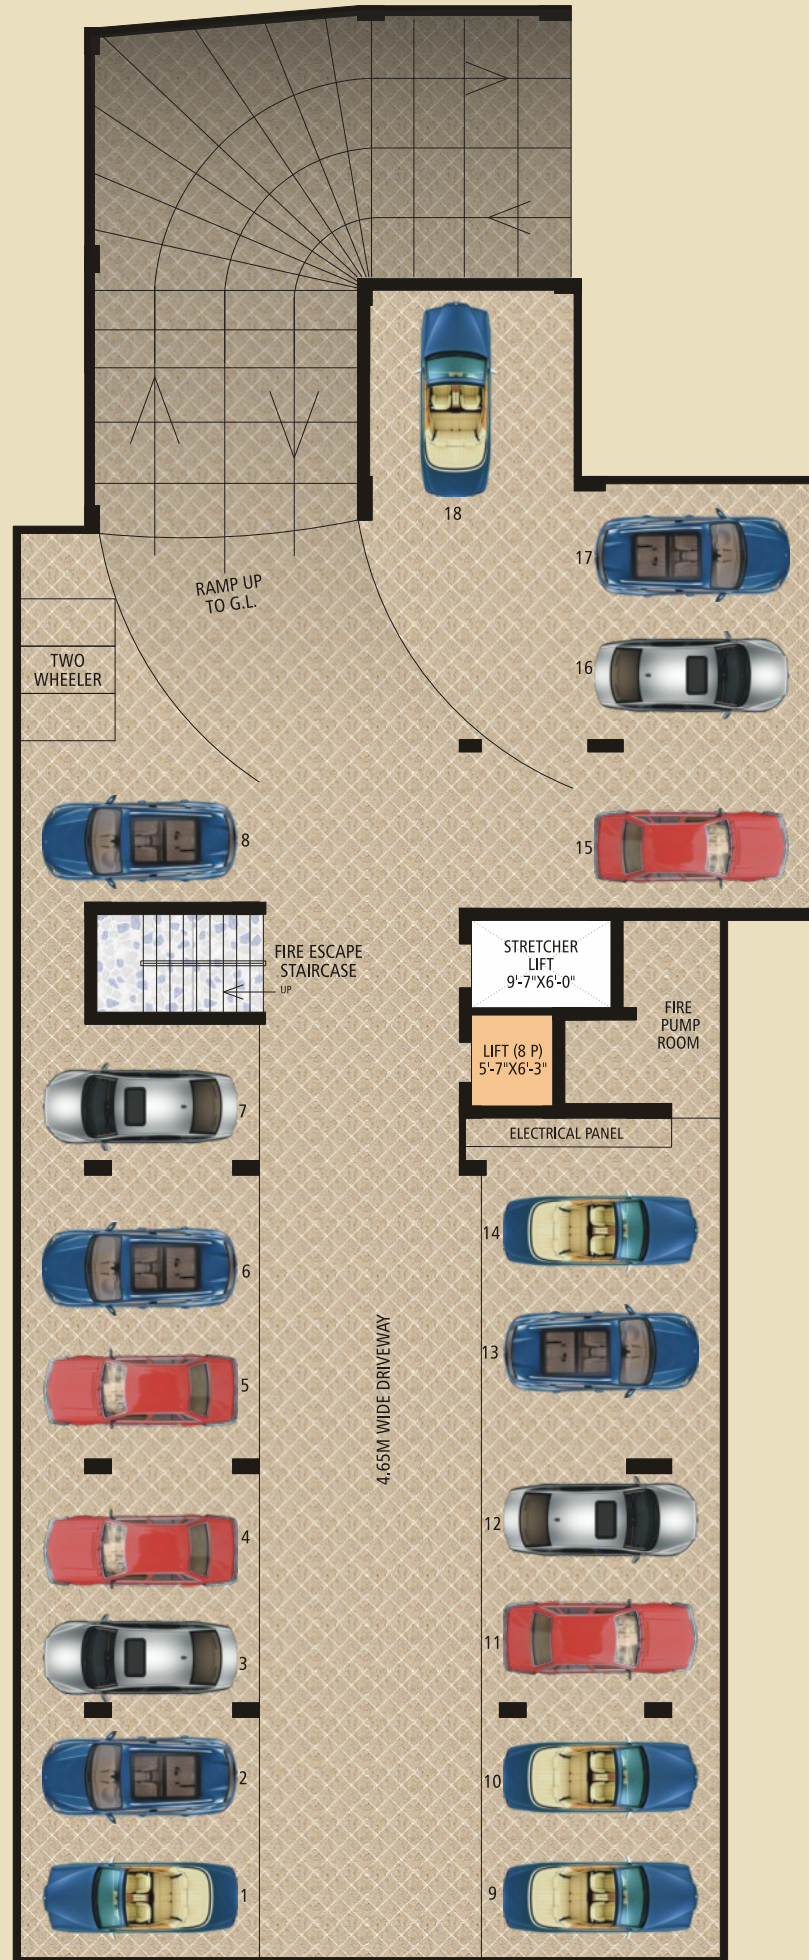 18
17
RAMP UP
TO G.L.
TWO
WHEELER
16
8
15
FIRE ESCAPE
STAIRCASE
UP
STRETCHER
LIFT
9'-7"X6'-0"
FIRE
PUMP
ROOM
LIFT (8 P)
5'-7"X6'-3"
7
ELECTRICAL PANEL
14
6
13
5
4.65M WIDE DRIVEWAY
12
4
11
3
2
10
1
9